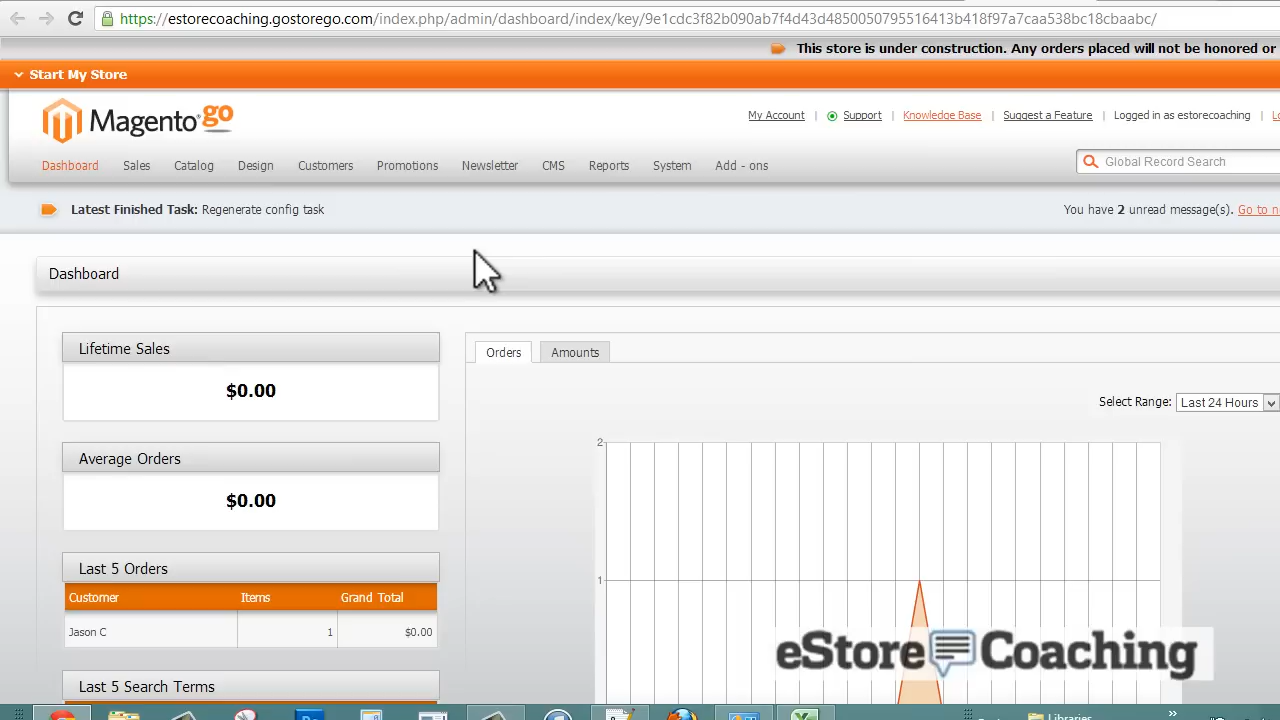 https://estorecoaching.gostorego.com/index.php/admin/dashboard/index/key/9e1cdc3f82b090ab7f4d43d4850050795516413b418f97a7caa538bc18cbaabc/
This store is under construction. Any orders placed will not be honored or
Start My Store
Magento go
My Account | Support | Knowledge Base | Suggest a Feature | Logged in as estorecoaching | Lo
Dashboard Sales Catalog Design Customers Promotions Newsletter CMS Reports System Add - ons
Global Record Search
Latest Finished Task: Regenerate config task
You have 2 unread message(s). Go to n
Dashboard
Lifetime Sales
$0.00
Average Orders
$0.00
Last 5 Orders
Customer Items Grand Total
Jason C 1 $0.00
Last 5 Search Terms
Orders Amounts
Select Range: Last 24 Hours
2
1
eStore Coaching
Libraries